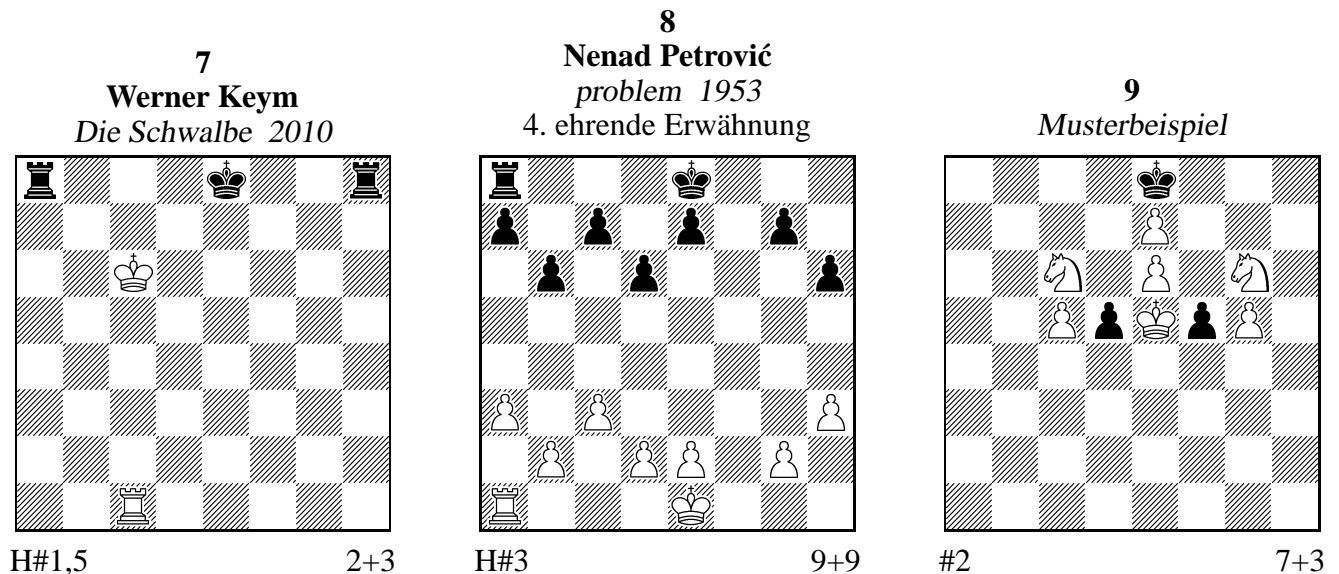 7
Werner Keym
Die Schwalbe 2010
H#1,5 2+3
8
Nenad Petrović
problem 1953
4. ehrende Erwähnung
H#3 9+9
9
Musterbeispiel
#2 7+3